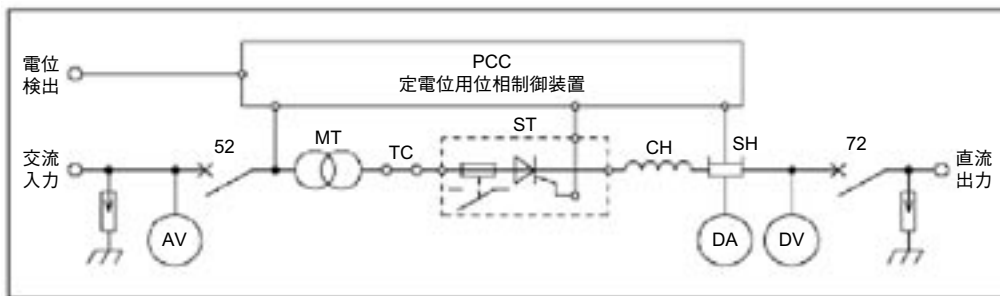 電位
検出
PCC
定電位用位相制御装置
ST
MT
TC
CH
SH
52
72
交流
入力
直流
出力
AV
DA
DV